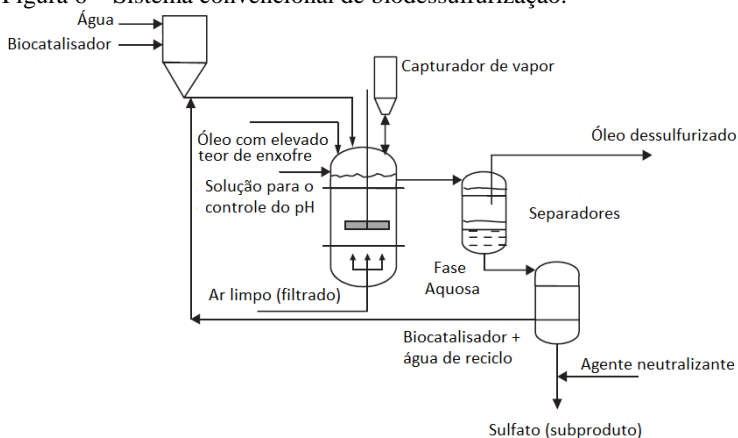 Figura 6 – Sistema convencional de biodessulfurização.
Água
Biocatalisador
Capturador de vapor
Óleo com elevado
teor de enxofre
Óleo dessulfurizado
Solução para o
controle do pH
Separadores
Fase
Aquosa
Ar limpo (filtrado)
Biocatalisador +
água de reciclo
Agente neutralizante
Sulfato (subproduto)